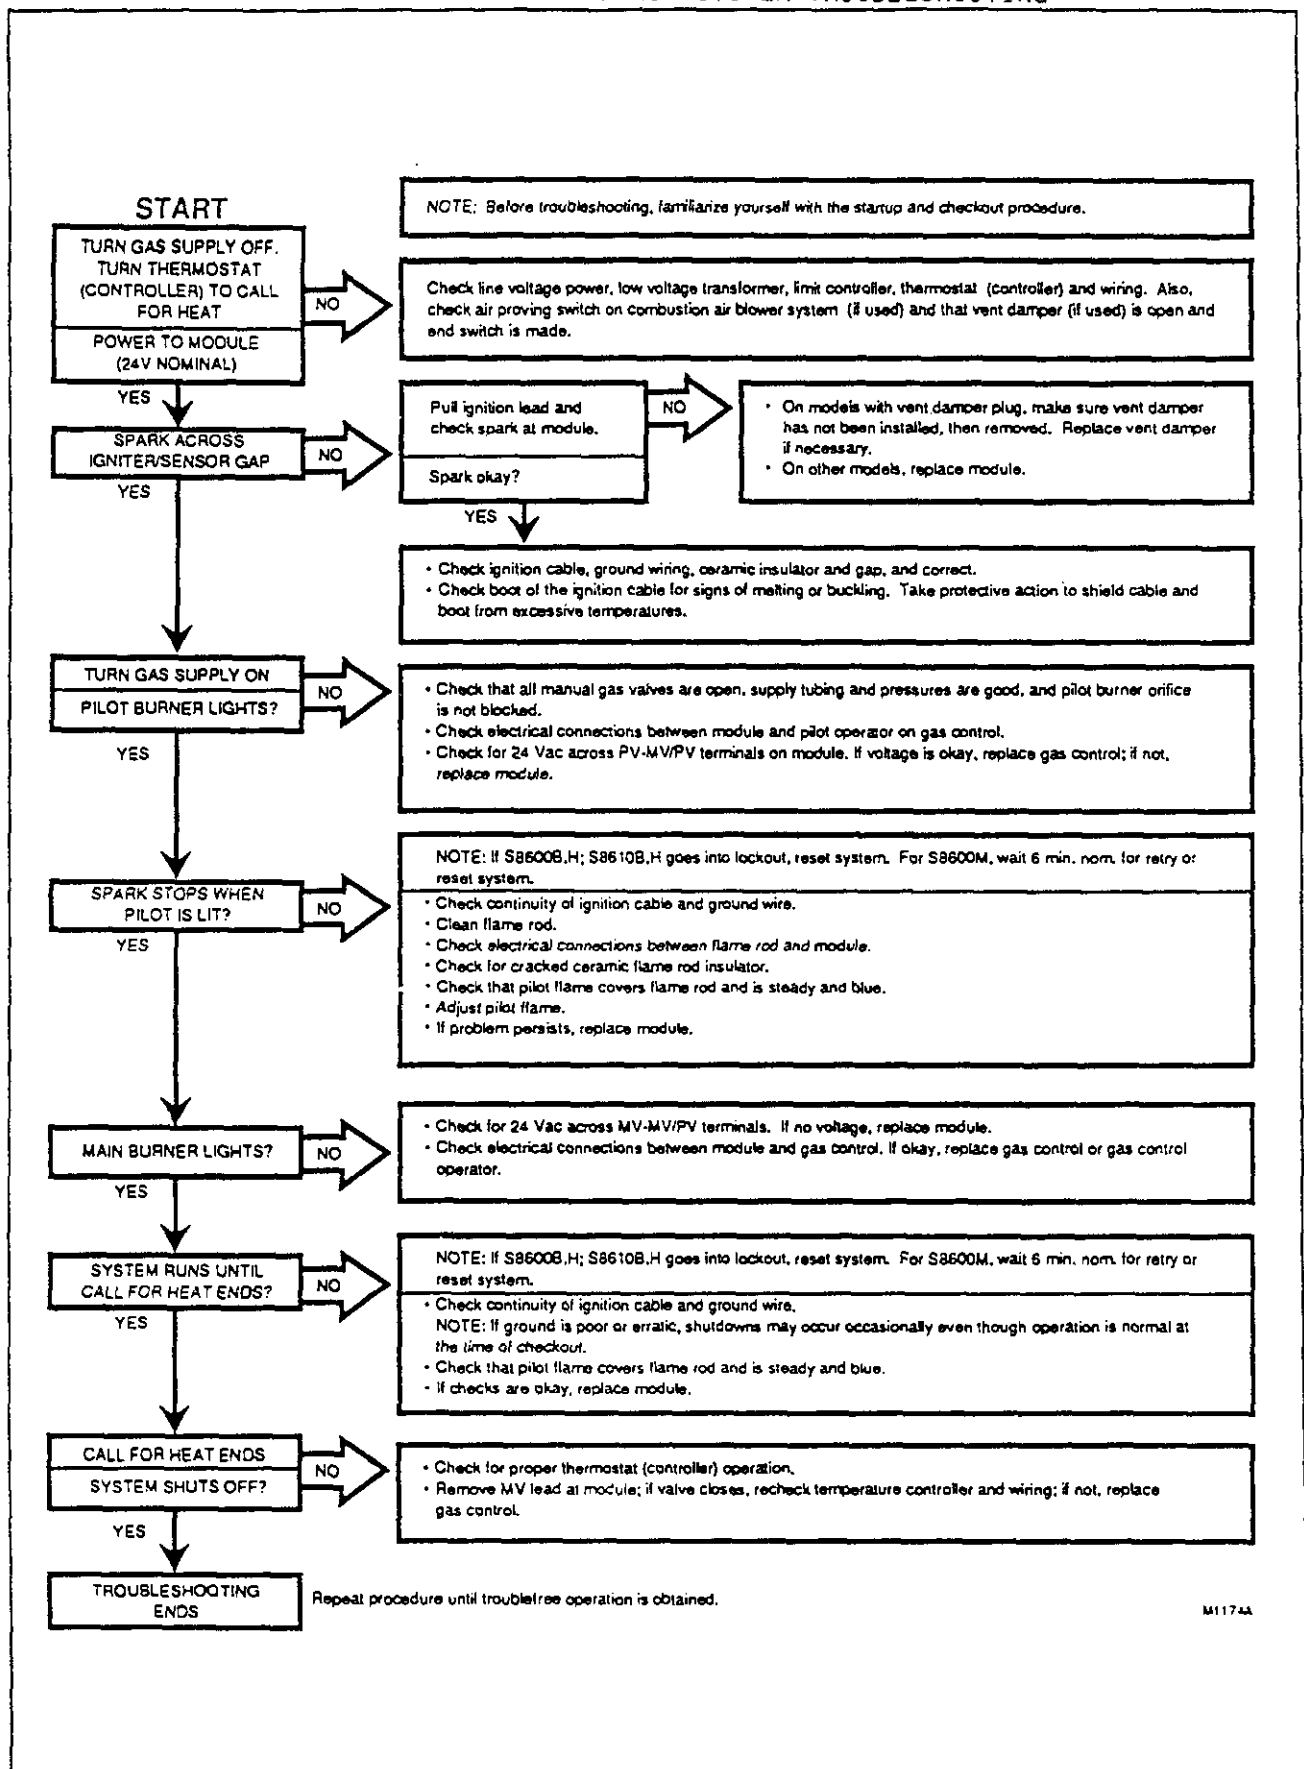 TROUBLESHOOTING
START
NOTE: Before troubleshooting, familiarize yourself with the startup and checkout procedure.
TURN GAS SUPPLY OFF.
TURN THERMOSTAT
(CONTROLLER) TO CALL
FOR HEAT
POWER TO MODULE
(24V NOMINAL)
NO
Check line voltage power, low voltage transformer, limit controller, thermostat (controller) and wiring. Also,
check air proving switch on combustion air blower system (if used) and that vent damper (if used) is open and
end switch is made.
YES
SPARK ACROSS
IGNITER/SENSOR GAP
NO
Pull ignition lead and
check spark at module.
Spark okay?
NO
• On models with vent damper plug, make sure vent damper
has not been installed, then removed. Replace vent damper
if necessary.
• On other models, replace module.
YES
YES
• Check ignition cable, ground wiring, ceramic insulator and gap, and correct.
• Check boot of the ignition cable for signs of melting or buckling. Take protective action to shield cable and
boot from excessive temperatures.
TURN GAS SUPPLY ON
PILOT BURNER LIGHTS?
NO
• Check that all manual gas valves are open, supply tubing and pressures are good, and pilot burner orifice
is not blocked.
• Check electrical connections between module and pilot operator on gas control.
• Check for 24 Vac across PV-MV/PV terminals on module. If voltage is okay, replace gas control; if not,
replace module.
YES
SPARK STOPS WHEN
PILOT IS LIT?
NO
NOTE: If S8600B,H; S8610B,H goes into lockout, reset system. For S8600M, wait 6 min. nom. for retry or
reset system.
• Check continuity of ignition cable and ground wire.
• Clean flame rod.
• Check electrical connections between flame rod and module.
• Check for cracked ceramic flame rod insulator.
• Check that pilot flame covers flame rod and is steady and blue.
• Adjust pilot flame.
• If problem persists, replace module.
YES
MAIN BURNER LIGHTS?
NO
• Check for 24 Vac across MV-MV/PV terminals. If no voltage, replace module.
• Check electrical connections between module and gas control. If okay, replace gas control or gas control
operator.
YES
SYSTEM RUNS UNTIL
CALL FOR HEAT ENDS?
NO
NOTE: If S8600B,H; S8610B,H goes into lockout, reset system. For S8600M, wait 6 min. nom. for retry or
reset system.
• Check continuity of ignition cable and ground wire.
NOTE: If ground is poor or erratic, shutdowns may occur occasionally even though operation is normal at
the time of checkout.
• Check that pilot flame covers flame rod and is steady and blue.
• If checks are okay, replace module.
YES
CALL FOR HEAT ENDS
SYSTEM SHUTS OFF?
NO
• Check for proper thermostat (controller) operation.
• Remove MV lead at module; if valve closes, recheck temperature controller and wiring; if not, replace
gas control.
YES
TROUBLESHOOTING
ENDS
Repeat procedure until troublefree operation is obtained.
M1174A